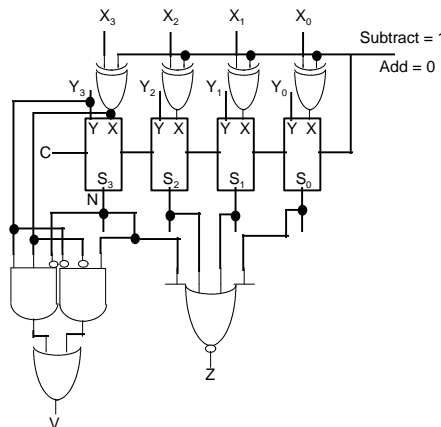 X3 X2 X1 X0
Subtract = 1
Add = 0
Y3 Y2 Y1 Y0
Y X Y X Y X Y X
C
S3 S2 S1 S0
N
Z
V